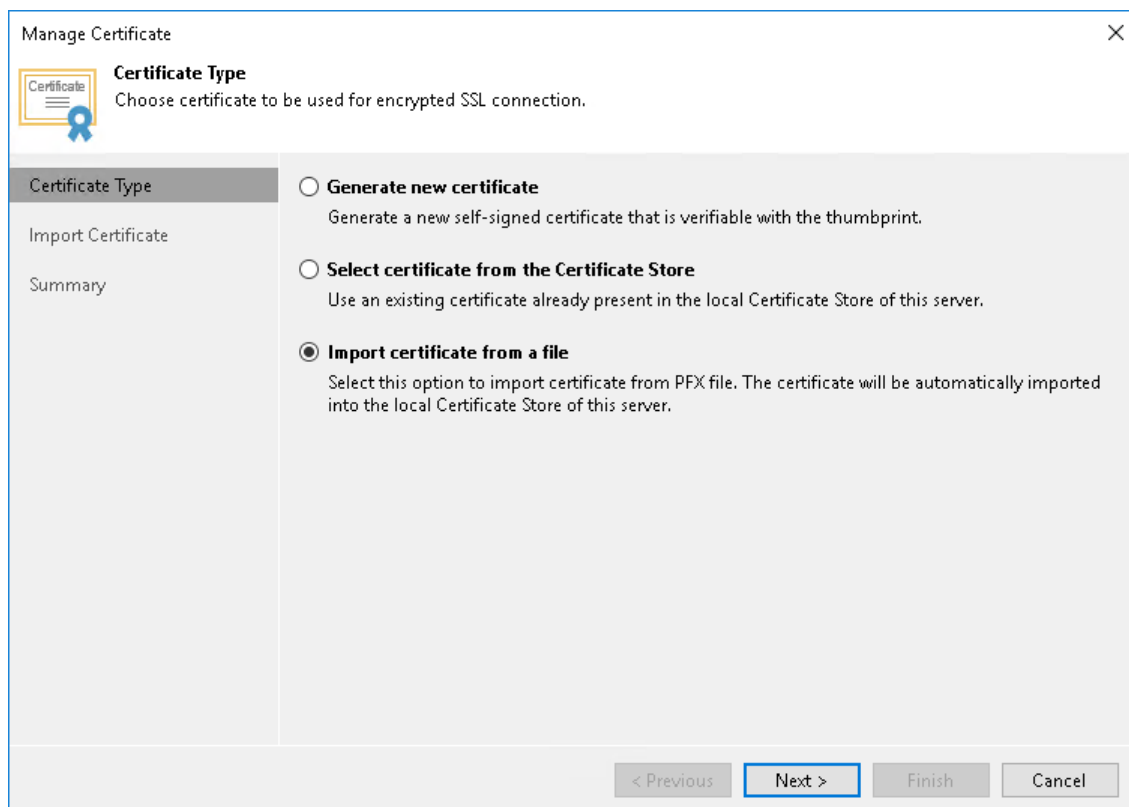 Manage Certificate
Certificate
Certificate Type
Choose certificate to be used for encrypted SSL connection.
Certificate Type
Import Certificate
Summary
Generate new certificate
Generate a new self-signed certificate that is verifiable with the thumbprint.
Select certificate from the Certificate Store
Use an existing certificate already present in the local Certificate Store of this server.
Import certificate from a file
Select this option to import certificate from PFX file. The certificate will be automatically imported
into the local Certificate Store of this server.
< Previous
Next >
Finish
Cancel